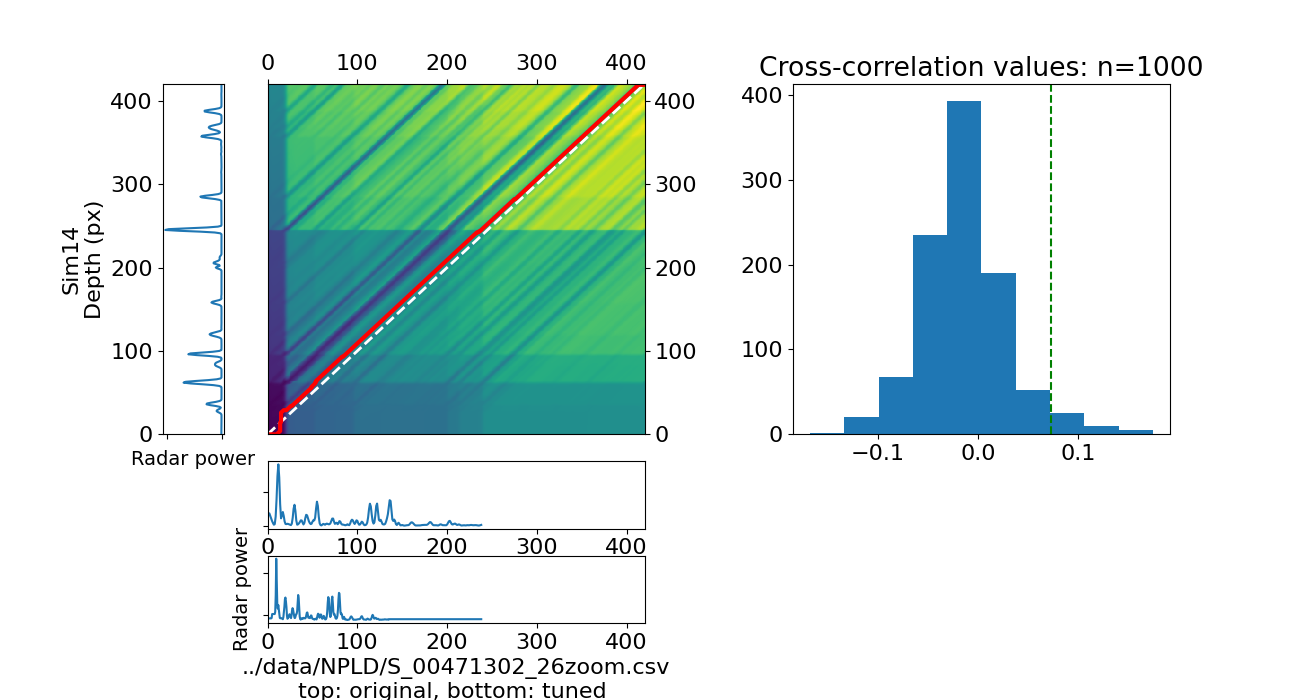 0 100 200 300 400
Cross-correlation values: n=1000
400 400 400
300 300 300
200 200 200
100 100 100
0 0 0
Sim14
Depth (px)
−0.1 0.0 0.1
Radar power
0 100 200 300 400
Radar power
0 100 200 300 400
../data/NPLD/S_00471302_26zoom.csv
top: original, bottom: tuned